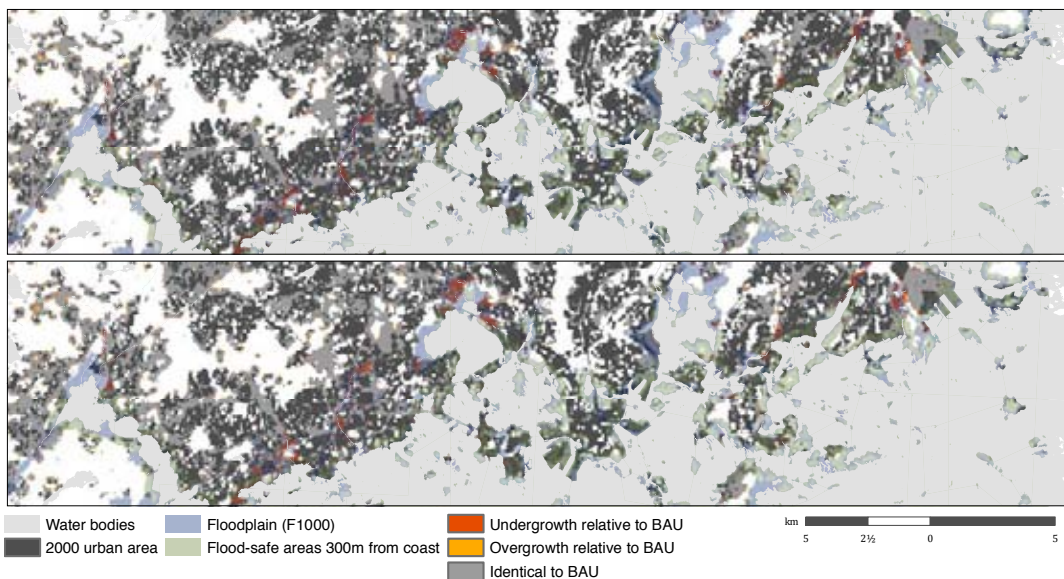 Water bodies
Floodplain (F1000)
Undergrowth relative to BAU
km
5
2½
0
5
2000 urban area
Flood-safe areas 300m from coast
Overgrowth relative to BAU
Identical to BAU